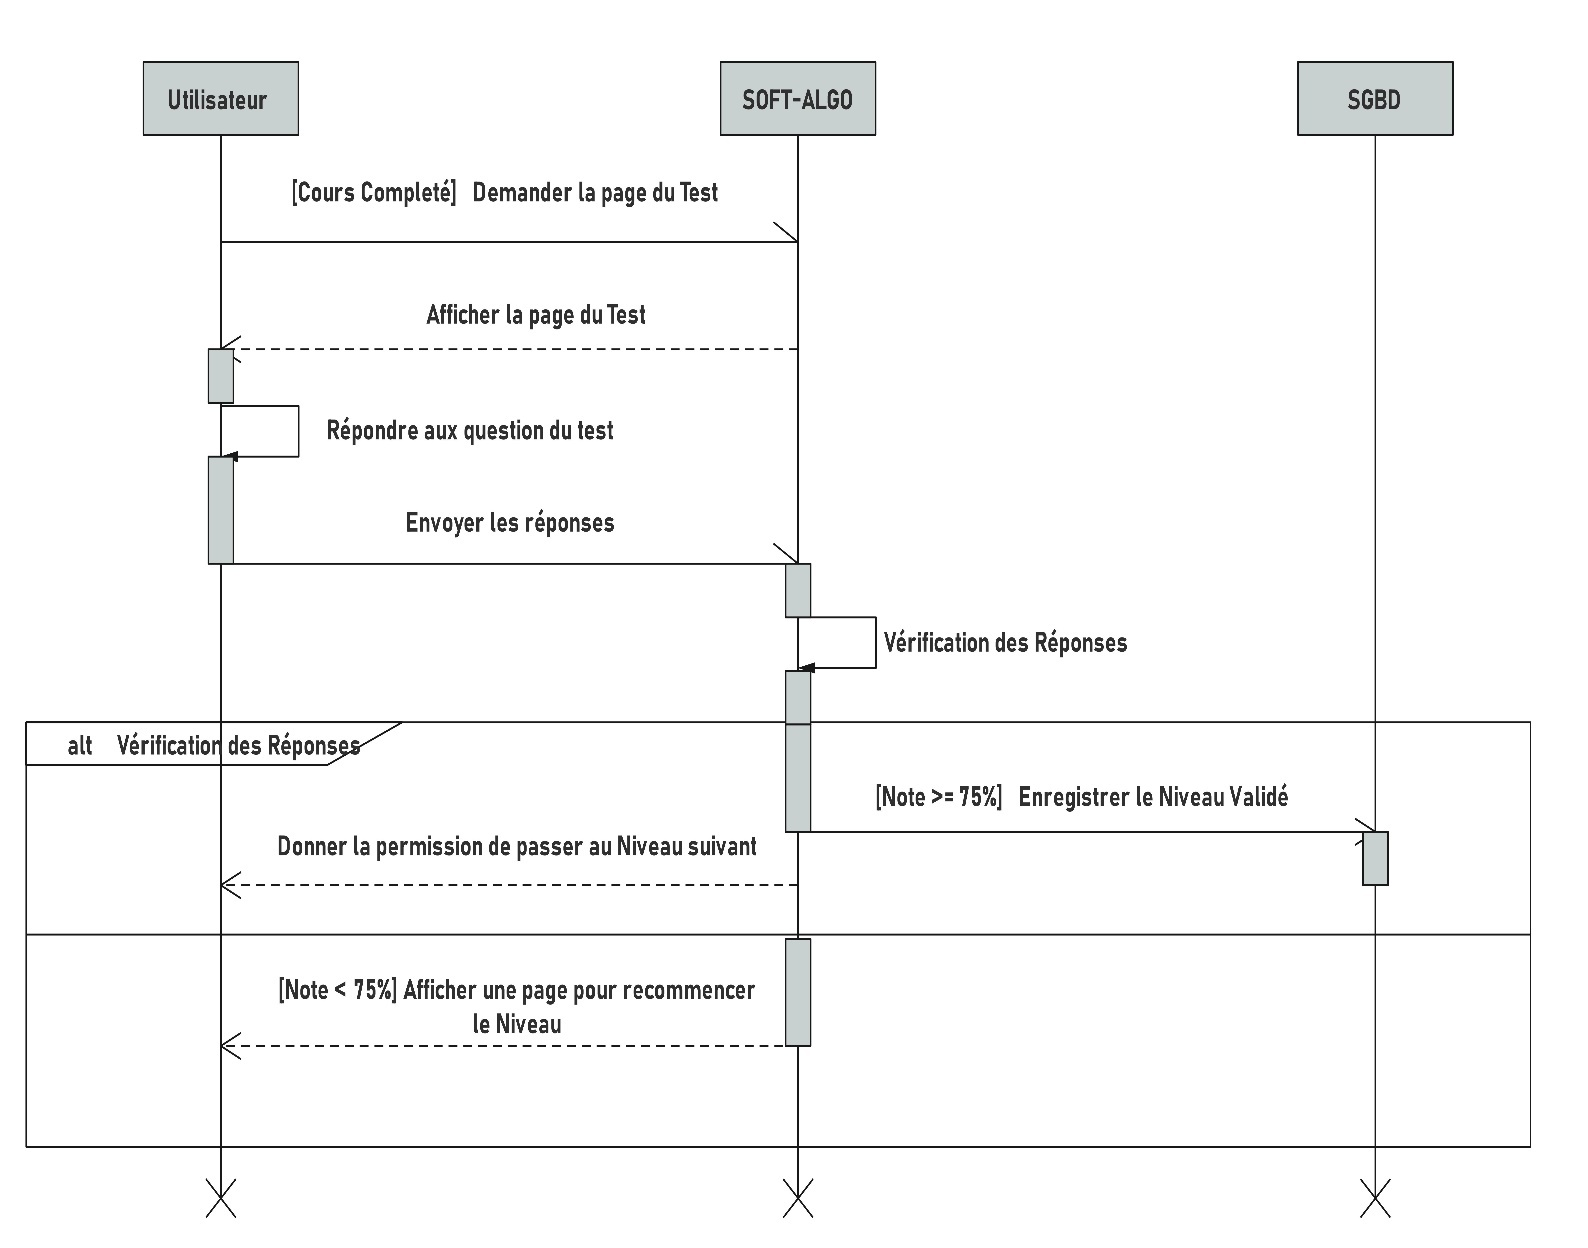 Utilisateur
SOFT-ALGO
SGBD
[Cours Completé] Demander la page du Test
Afficher la page du Test
Répondre aux question du test
Envoyer les réponses
Vérification des Réponses
alt Vérification des Réponses
[Note >= 75%] Enregistrer le Niveau Validé
Donner la permission de passer au Niveau suivant
[Note < 75%] Afficher une page pour recommencer
le Niveau